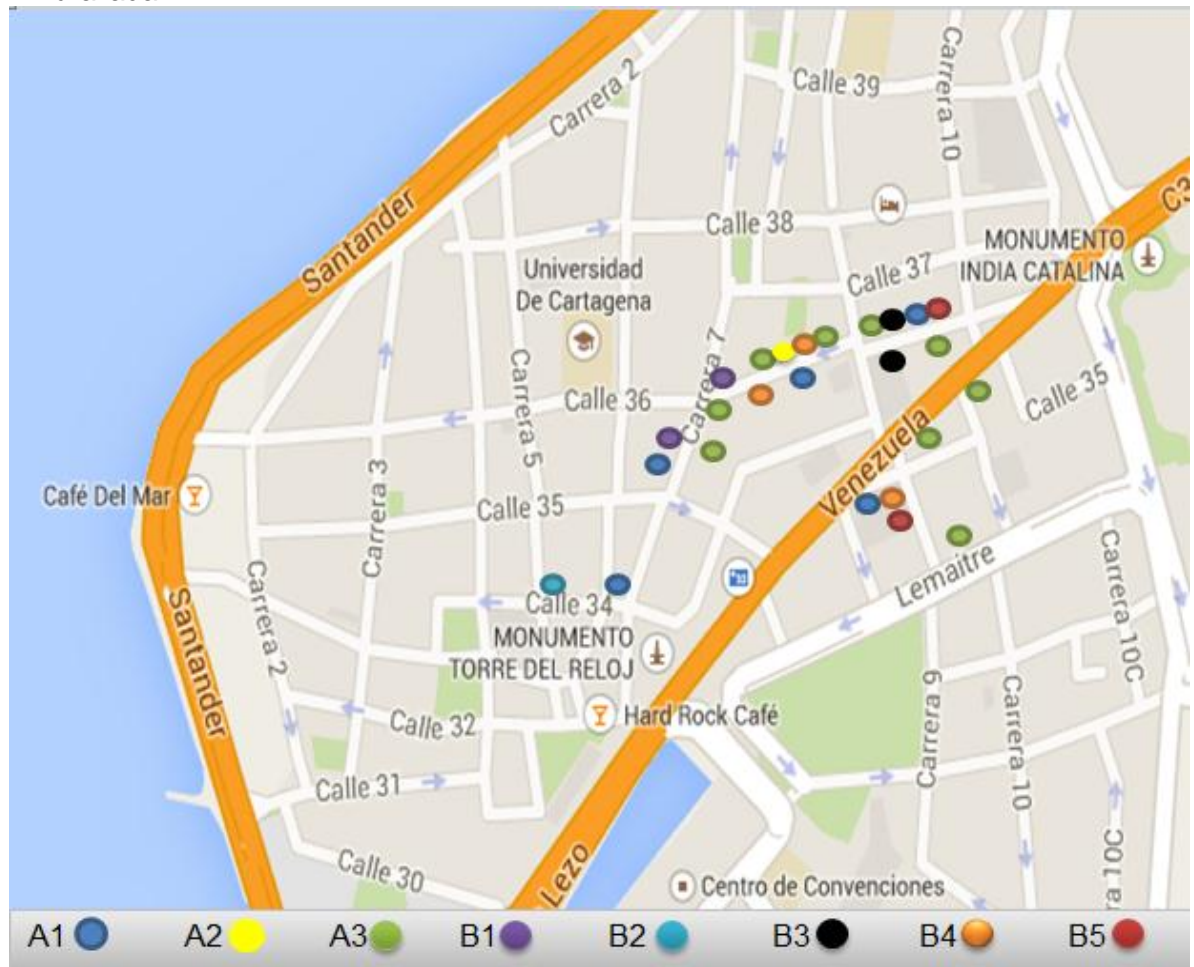 Carrera 2
Calle 39
Carrera 10
Santander
Calle 38
C3
MONUMENTO
INDIA CATALINA
Universidad
De Cartagena
Calle 37
Carrera 5
Carrera 7
Calle 36
Calle 35
Venezuela
Café Del Mar
Carrera 3
Calle 35
Lemaitre
Carrera 10C
Santander
Carrera 2
Calle 34
MONUMENTO
TORRE DEL RELOJ
Calle 32
Hard Rock Café
Carrera 9
Carrera 10
Calle 31
Calle 30
Lezo
Centro de Convenciones
ra 10C
A1 A2 A3 B1 B2 B3 B4 B5